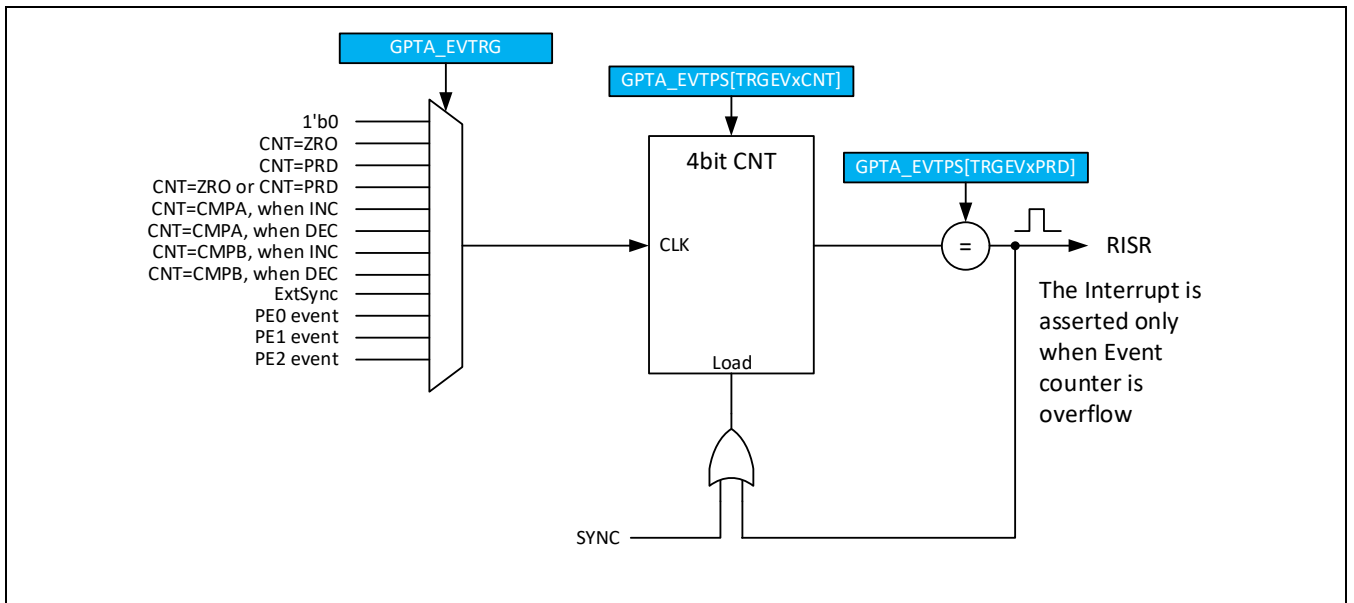 GPTA_EVTRG
GPTA_EVTPS[TRGEVxCNT]
1'b0
CNT=ZRO
CNT=PRD
CNT=ZRO or CNT=PRD
CNT=CMPA, when INC
CNT=CMPA, when DEC
CNT=CMPB, when INC
CNT=CMPB, when DEC
ExtSync
PE0 event
PE1 event
PE2 event
4bit CNT
CLK
Load
GPTA_EVTPS[TRGEVxPRD]
=
RISR
The Interrupt is
asserted only
when Event
counter is
overflow
SYNC